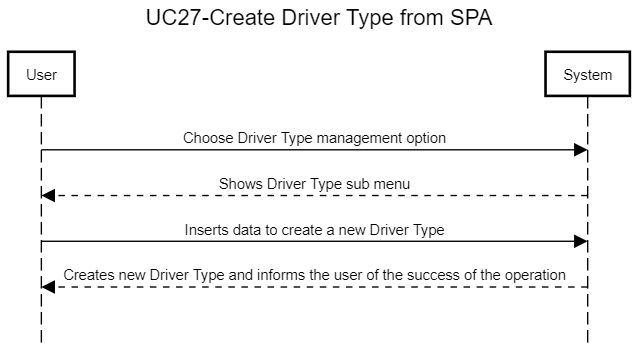 UC27-Create Driver Type from SPA
User
System
Choose Driver Type management option
Shows Driver Type sub menu
Inserts data to create a new Driver Type
Creates new Driver Type and informs the user of the success of the operation